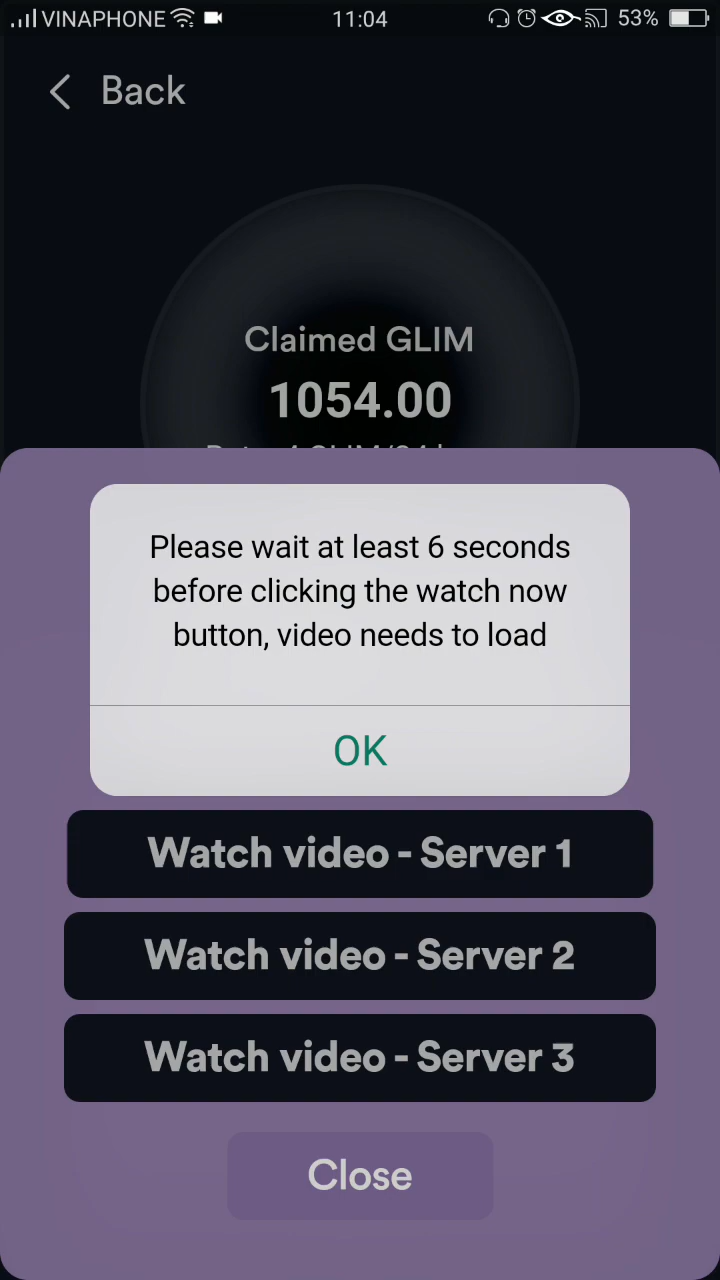 VINAPHONE 11:04 53%
Back
Claimed GLIM
1054.00
Please wait at least 6 seconds
before clicking the watch now
button, video needs to load
OK
Watch video - Server 1
Watch video - Server 2
Watch video - Server 3
Close